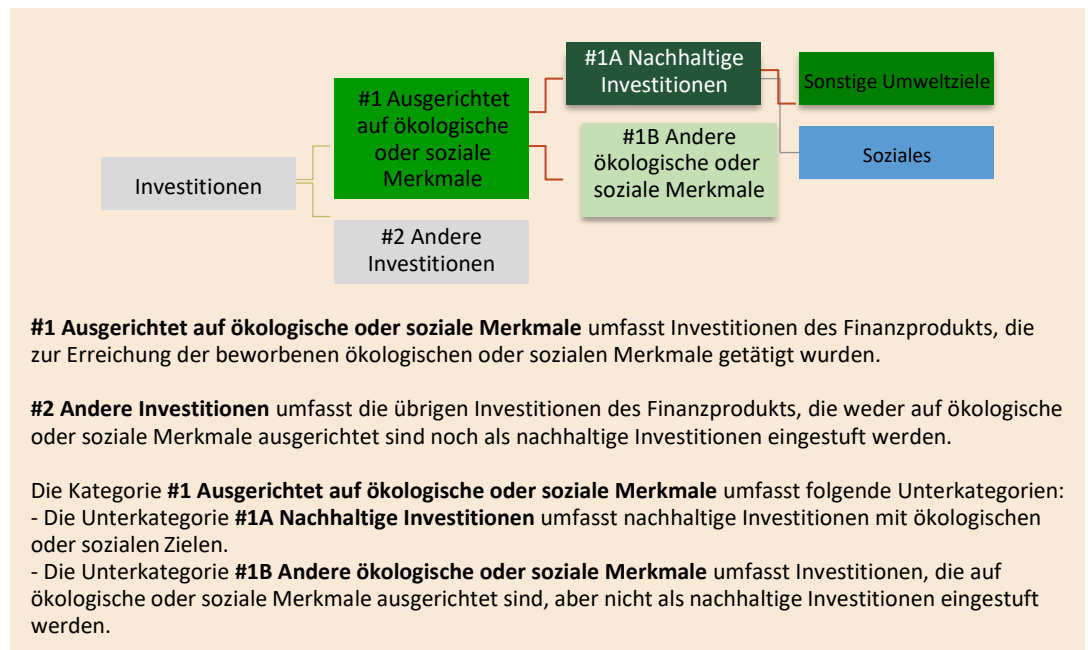 #1A Nachhaltige
Investitionen
Sonstige Umweltziele
#1 Ausgerichtet
auf ökologische
oder soziale
Merkmale
#1B Andere
ökologische oder
soziale Merkmale
Soziales
Investitionen
#2 Andere
Investitionen
#1 Ausgerichtet auf ökologische oder soziale Merkmale umfasst Investitionen des Finanzprodukts, die
zur Erreichung der beworbenen ökologischen oder sozialen Merkmale getätigt wurden.
#2 Andere Investitionen umfasst die übrigen Investitionen des Finanzprodukts, die weder auf ökologische
oder soziale Merkmale ausgerichtet sind noch als nachhaltige Investitionen eingestuft werden.
Die Kategorie #1 Ausgerichtet auf ökologische oder soziale Merkmale umfasst folgende Unterkategorien:
- Die Unterkategorie #1A Nachhaltige Investitionen umfasst nachhaltige Investitionen mit ökologischen
oder sozialen Zielen.
- Die Unterkategorie #1B Andere ökologische oder soziale Merkmale umfasst Investitionen, die auf
ökologische oder soziale Merkmale ausgerichtet sind, aber nicht als nachhaltige Investitionen eingestuft
werden.